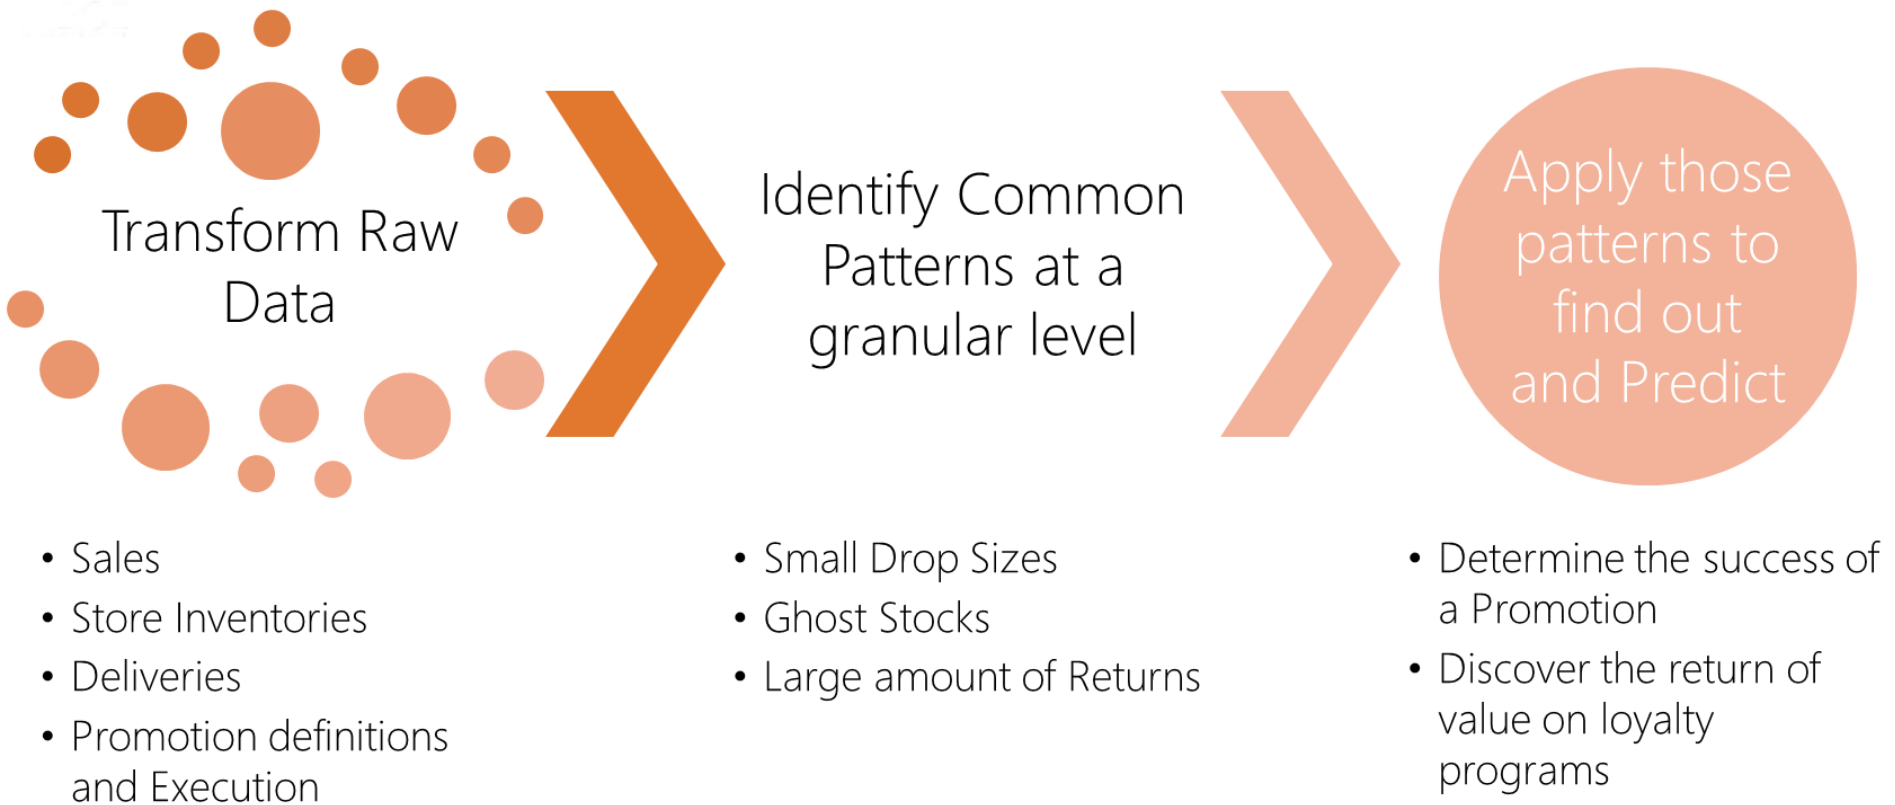 Transform Raw
Data
Identify Common
Patterns at a
granular level
Apply those
patterns to
find out
and Predict
• Sales
• Store Inventories
• Deliveries
• Promotion definitions
and Execution
• Small Drop Sizes
• Ghost Stocks
• Large amount of Returns
• Determine the success of
a Promotion
• Discover the return of
value on loyalty
programs